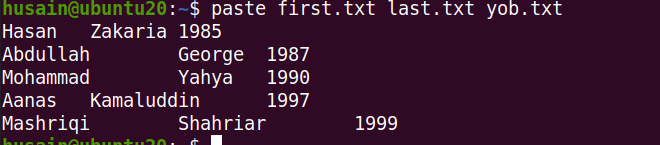 husain@ubuntu20:~$ paste first.txt last.txt yob.txt
Hasan	Zakaria	1985
Abdullah	George	1987
Mohammad	Yahya	1990
Aanas	Kamaluddin	1997
Mashriqi	Shahriar	1999
husain@ubuntu20:~$